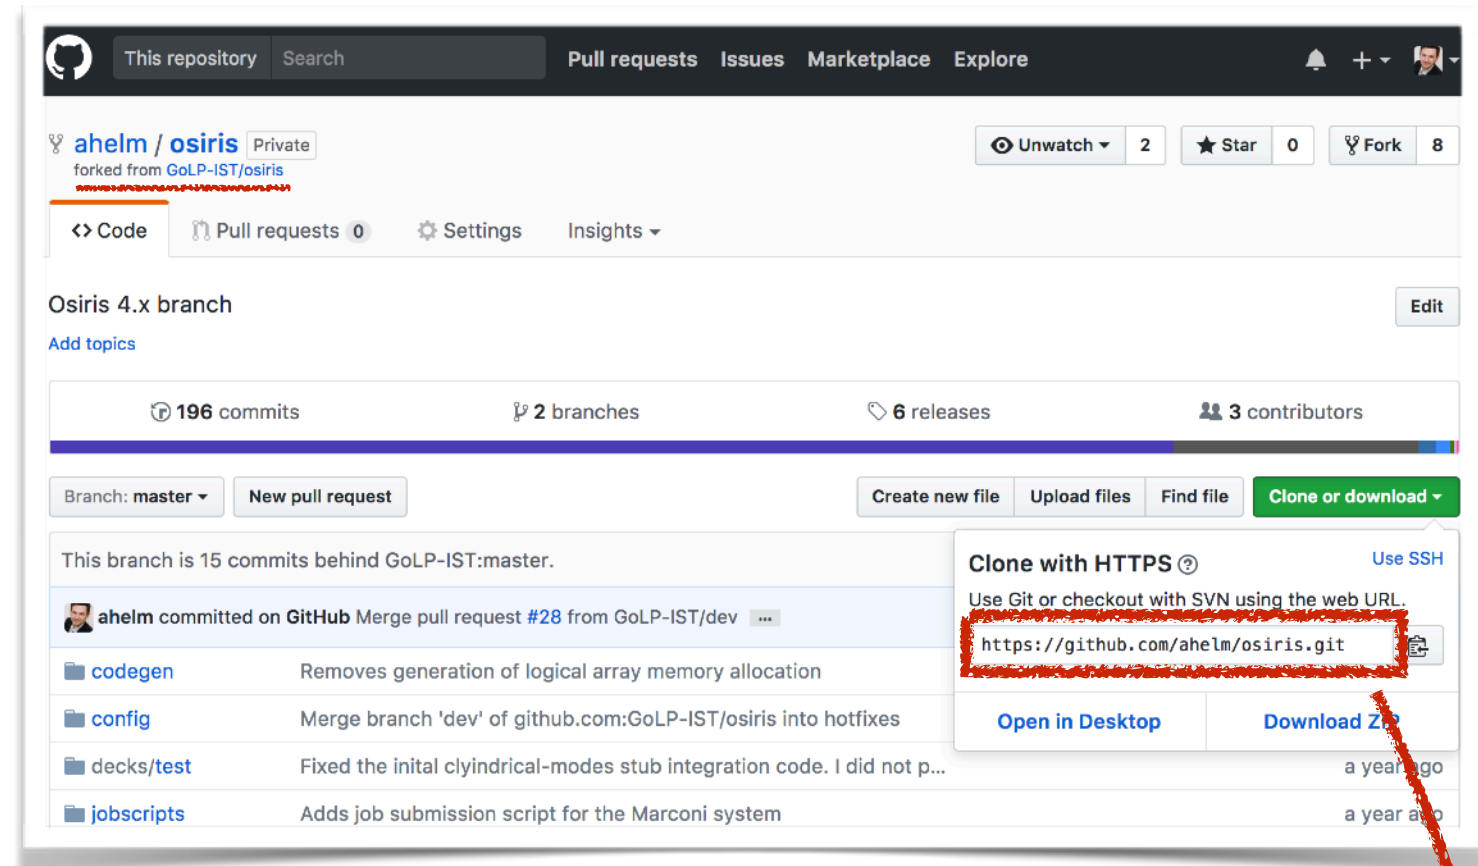 This repository Search Pull requests Issues Marketplace Explore
ahelm / osiris Private Unwatch 2 Star 0 Fork 8
forked from GoLP-IST/osiris
Code Pull requests 0 Settings Insights
Osiris 4.x branch Edit
Add topics
196 commits 2 branches 6 releases 3 contributors
Branch: master New pull request Create new file Upload files Find file Clone or download
This branch is 15 commits behind GoLP-IST:master.
Clone with HTTPS ? Use SSH
Use Git or checkout with SVN using the web URL.
ahelm committed on GitHub Merge pull request #28 from GoLP-IST/dev ...
https://github.com/ahelm/osiris.git
codegen Removes generation of logical array memory allocation
config Merge branch 'dev' of github.com:GoLP-IST/osiris into hotfixes
Open in Desktop Download ZIP
decks/test Fixed the inital clyindrical-modes stub integration code. I did not p... a year ago
jobscripts Adds job submission script for the Marconi system a year ago